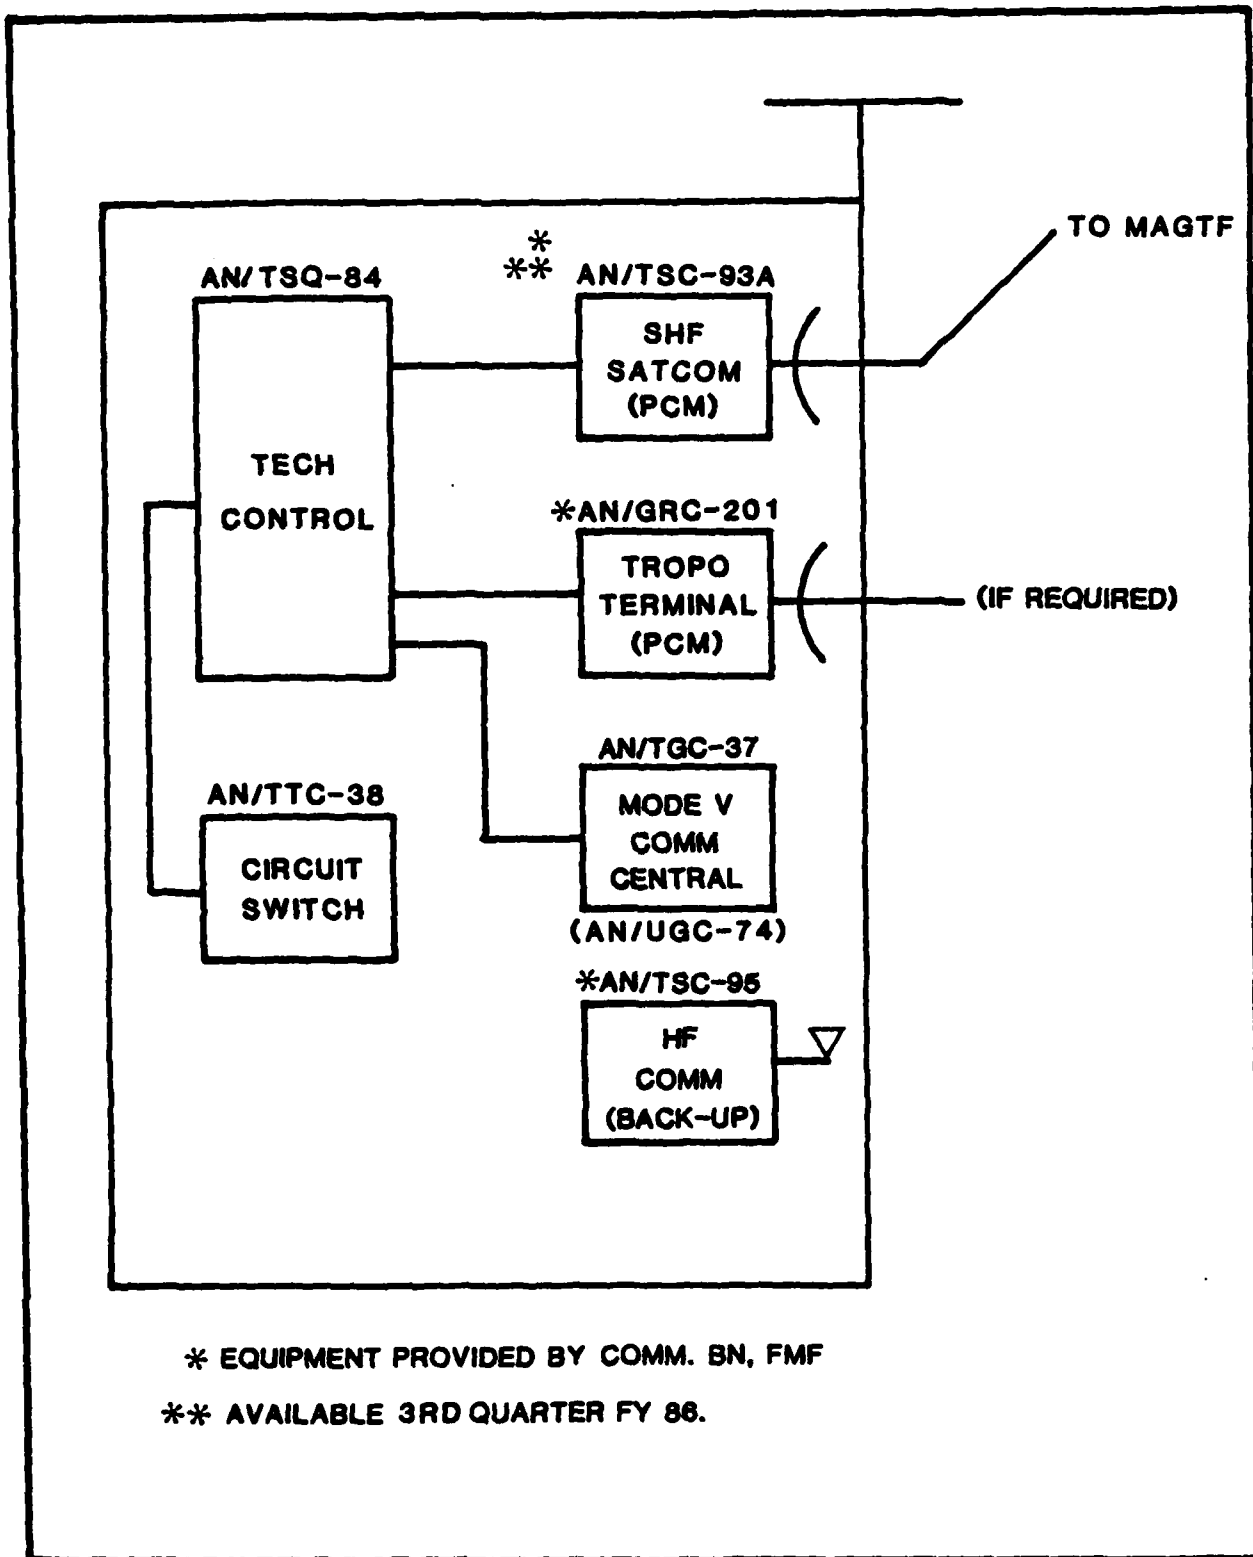 TO MAGTF
*
**
AN/TSQ-84
AN/TSC-93A
SHF
SATCOM
(PCM)
TECH
CONTROL
*AN/GRC-201
TROPO
TERMINAL
(PCM)
(IF REQUIRED)
AN/TGC-37
MODE V
COMM
CENTRAL
(AN/UGC-74)
AN/TTC-38
CIRCUIT
SWITCH
*AN/TSC-95
HF
COMM
(BACK-UP)
* EQUIPMENT PROVIDED BY COMM. BN, FMF
** AVAILABLE 3RD QUARTER FY 86.